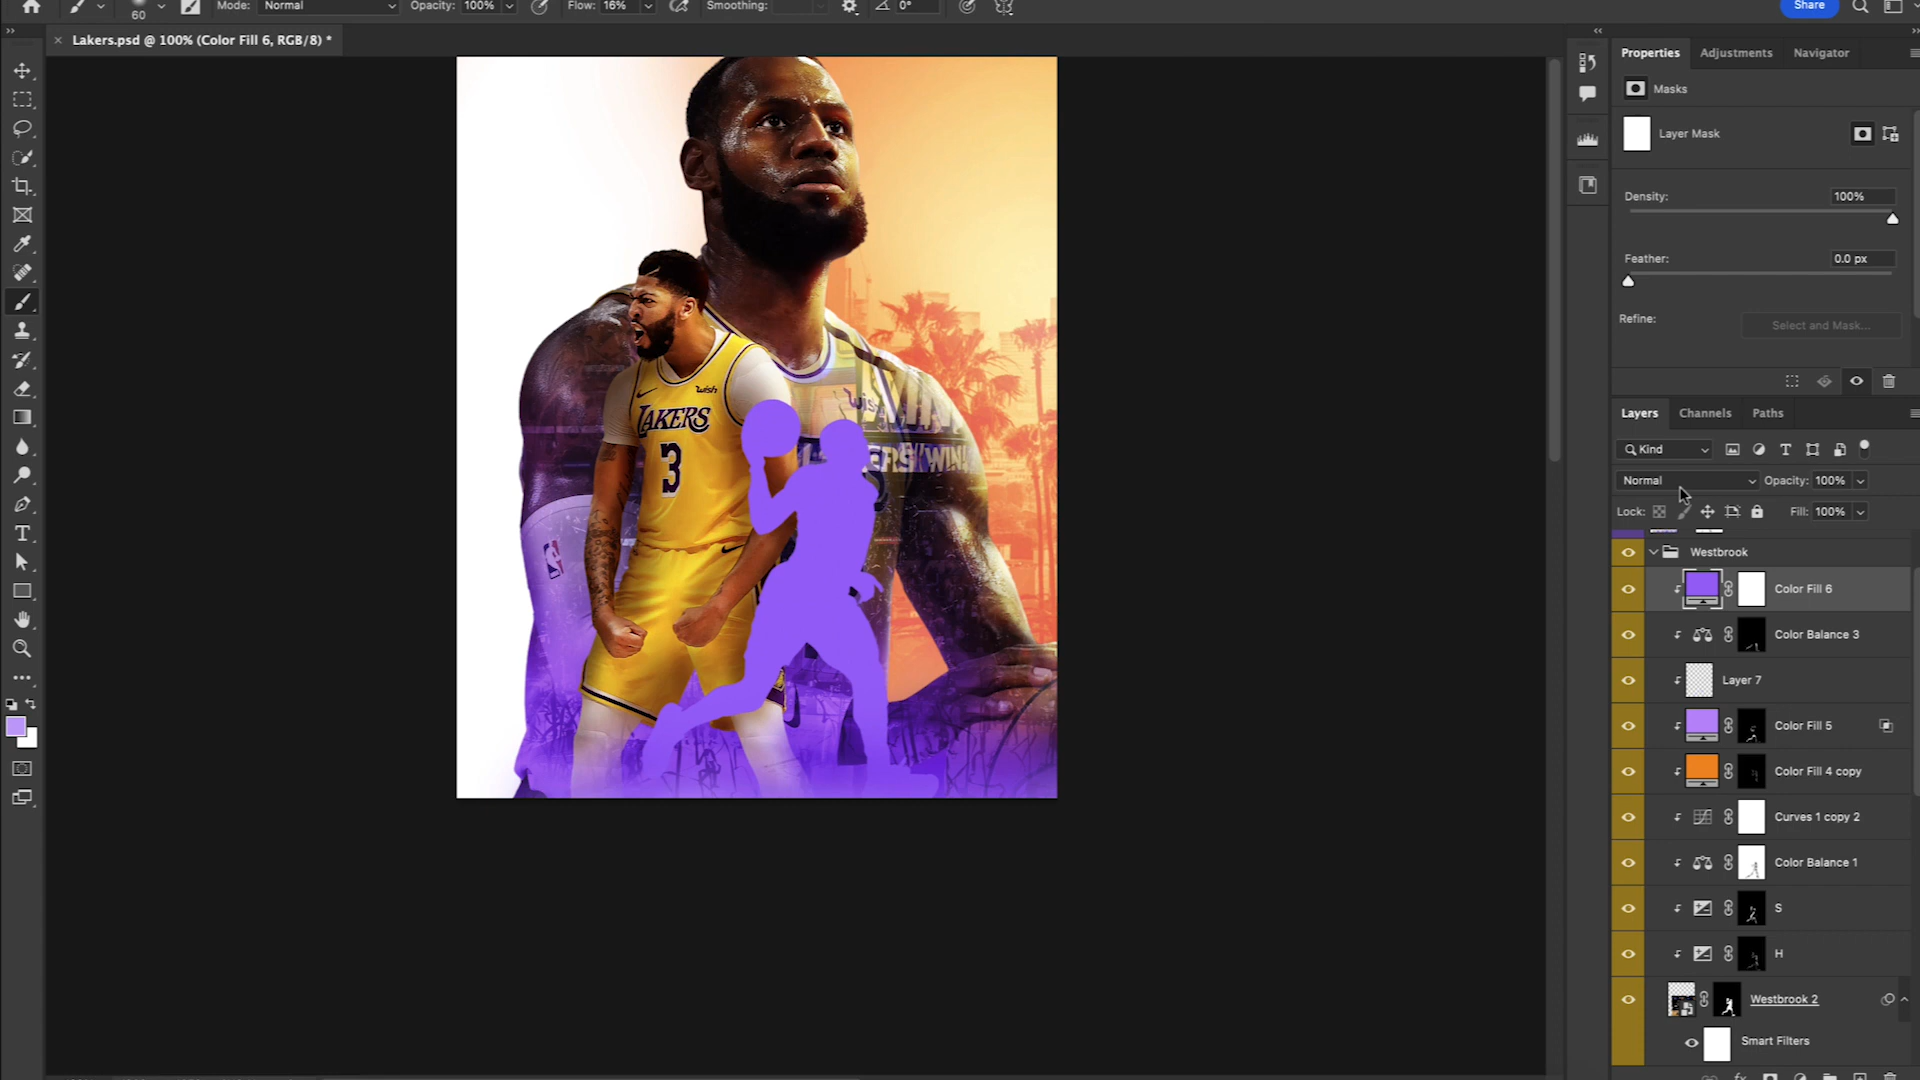 60
Mode: Normal
Opacity: 100%
Flow: 16%
Smoothing:
0°
Share
Lakers.psd @ 100% (Color Fill 6, RGB/8) *
wish
LAKERS
3
Properties
Adjustments
Navigator
Masks
Layer Mask
Density: 100%
Feather: 0.0 px
Refine: Select and Mask...
Layers
Channels
Paths
Kind
Normal
Opacity: 100%
Lock:
Fill: 100%
Westbrook
Color Fill 6
Color Balance 3
Layer 7
Color Fill 5
Color Fill 4 copy
Curves 1 copy 2
Color Balance 1
S
H
Westbrook 2
Smart Filters